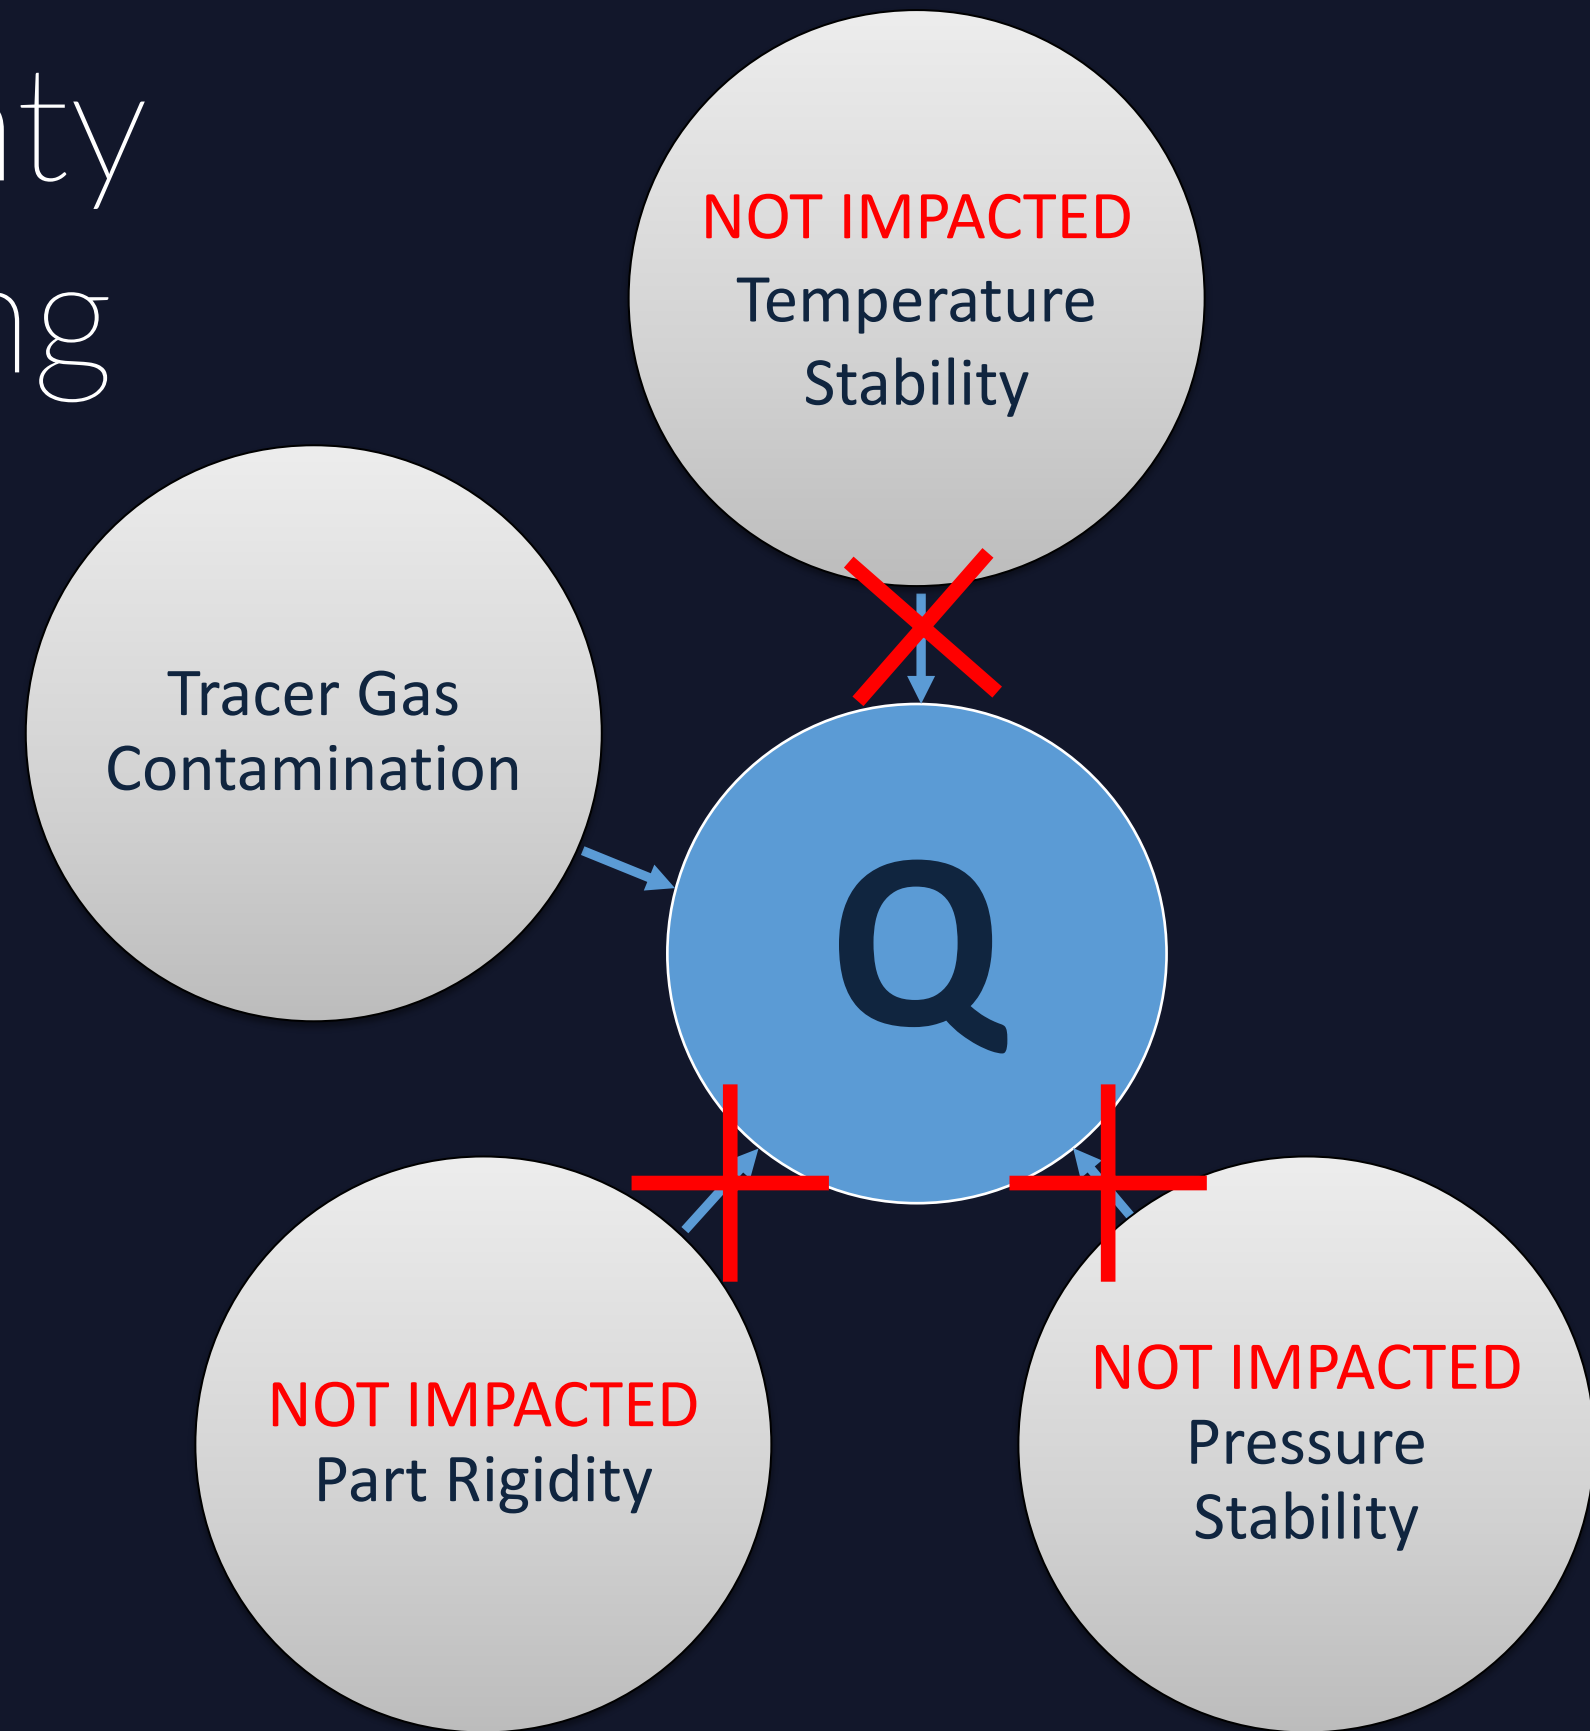 NOT IMPACTED
Temperature
Stability
Tracer Gas
Contamination
Q
NOT IMPACTED
Part Rigidity
NOT IMPACTED
Pressure
Stability